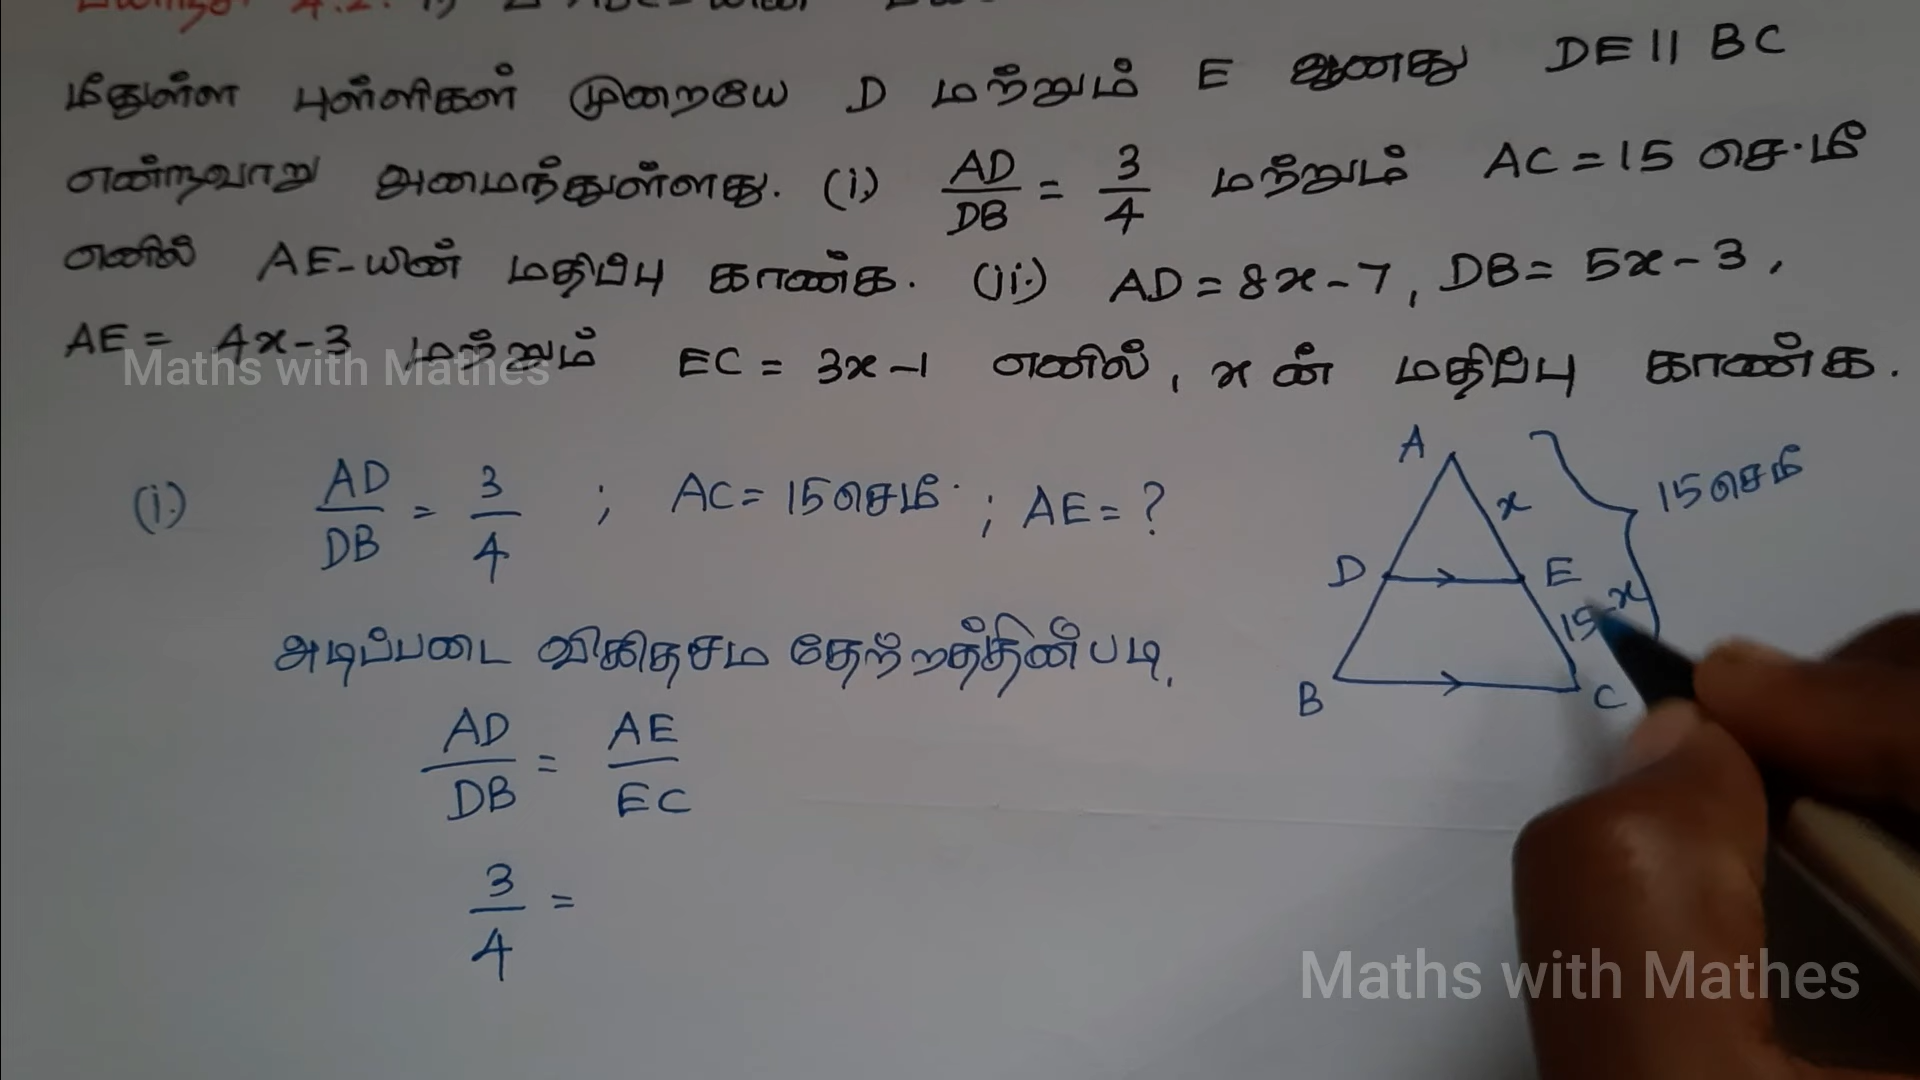 மீதுள்ள புள்ளிகள் முறையே D மற்றும் E ஆனது DE || BC
என்றவாறு அமைந்துள்ளது. (i) AD/DB = 3/4 மற்றும் AC = 15 செ.மீ
எனில் AE-யின் மதிப்பு காண்க. (ii) AD = 8x-7, DB = 5x-3,
AE = 4x-3 மற்றும் EC = 3x-1 எனில், x ன் மதிப்பு காண்க.
Maths with Mathes
(i) AD/DB = 3/4 ; AC = 15செமீ. ; AE = ?
A
x
15செமீ
D
E
15-x
B
C
அடிப்படை விகிதசம தேற்றத்தின்படி,
AD/DB = AE/EC
3/4 =
Maths with Mathes